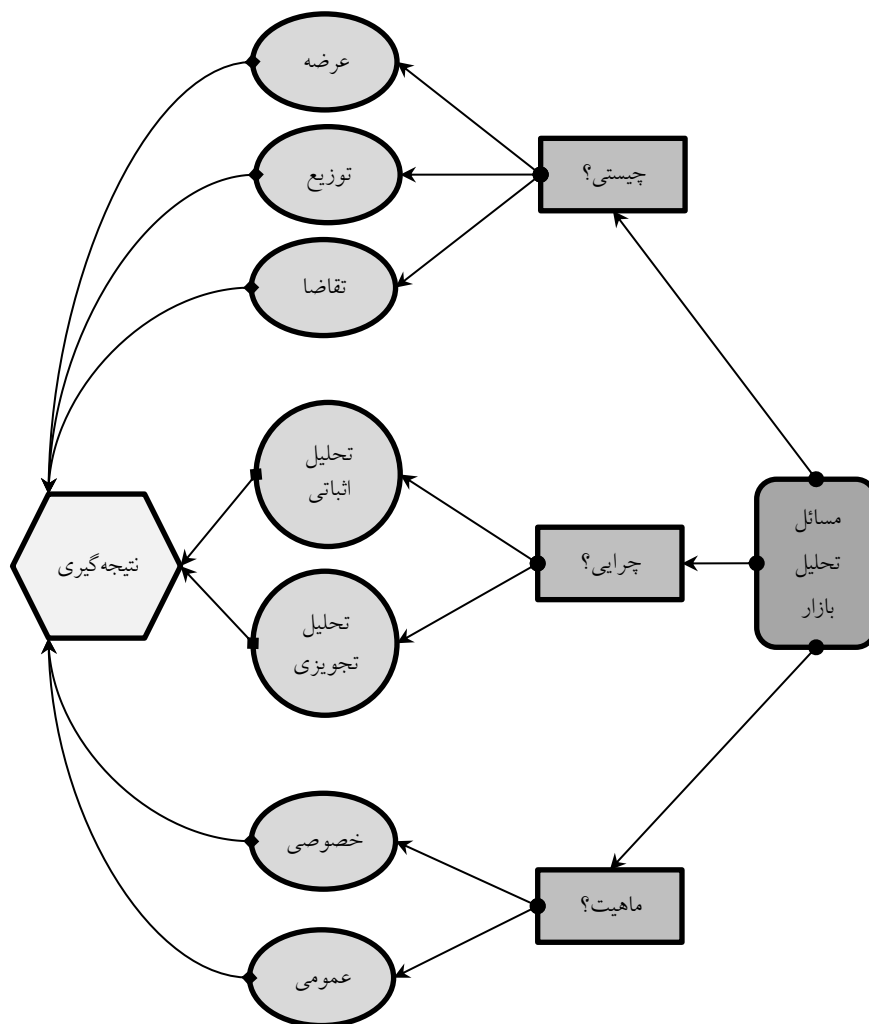 عرضه
چیستی؟
توزیع
تقاضا
مسائل
تحلیل
بازار
چرایی؟
تحلیل
اثباتی
تحلیل
تجویزی
نتیجه‌گیری
ماهیت؟
خصوصی
عمومی